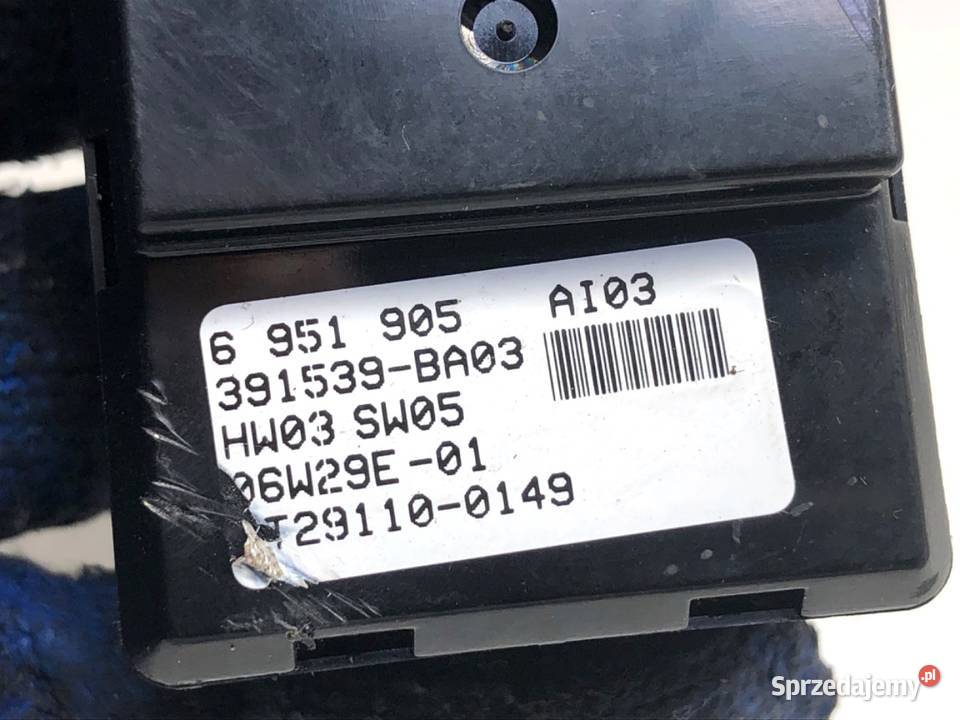 6 951 905 AI03
391539-BA03
HW03 SW05
06W29E-01
T29110-0149
Sprzedajemy.pl